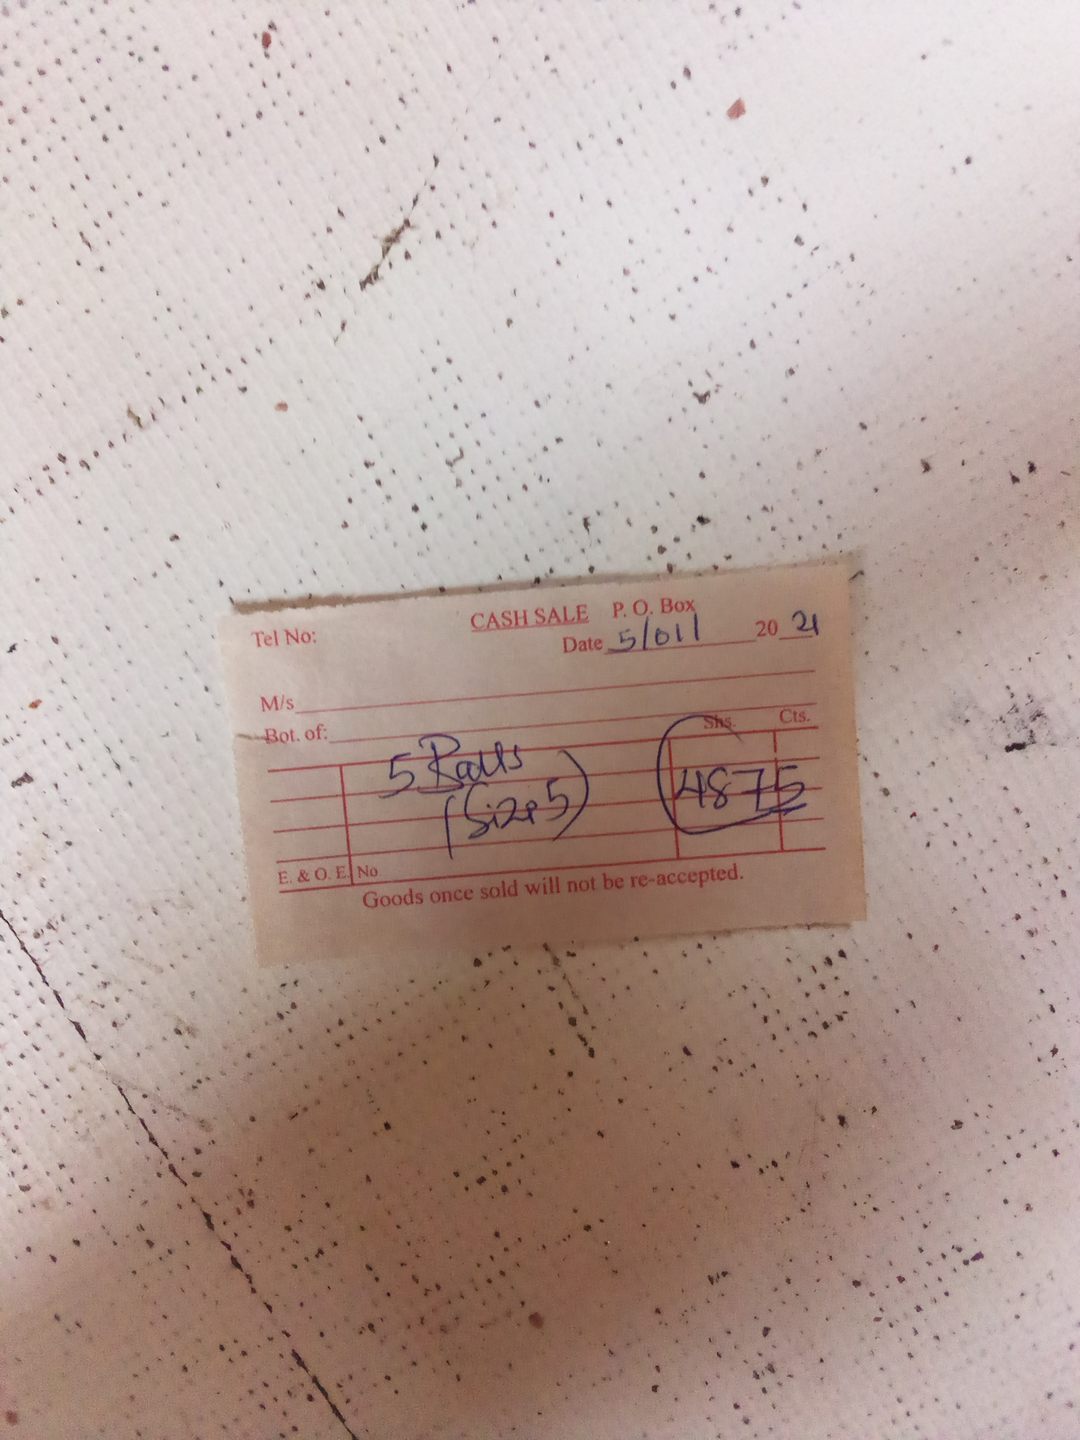 CASH SALE P. O. Box
Tel No:
Date 5/011 20 21
M/s
Bot. of:
Shs. Cts.
5 Balls
(Size 5) 4875
E. & O. E. No
Goods once sold will not be re-accepted.